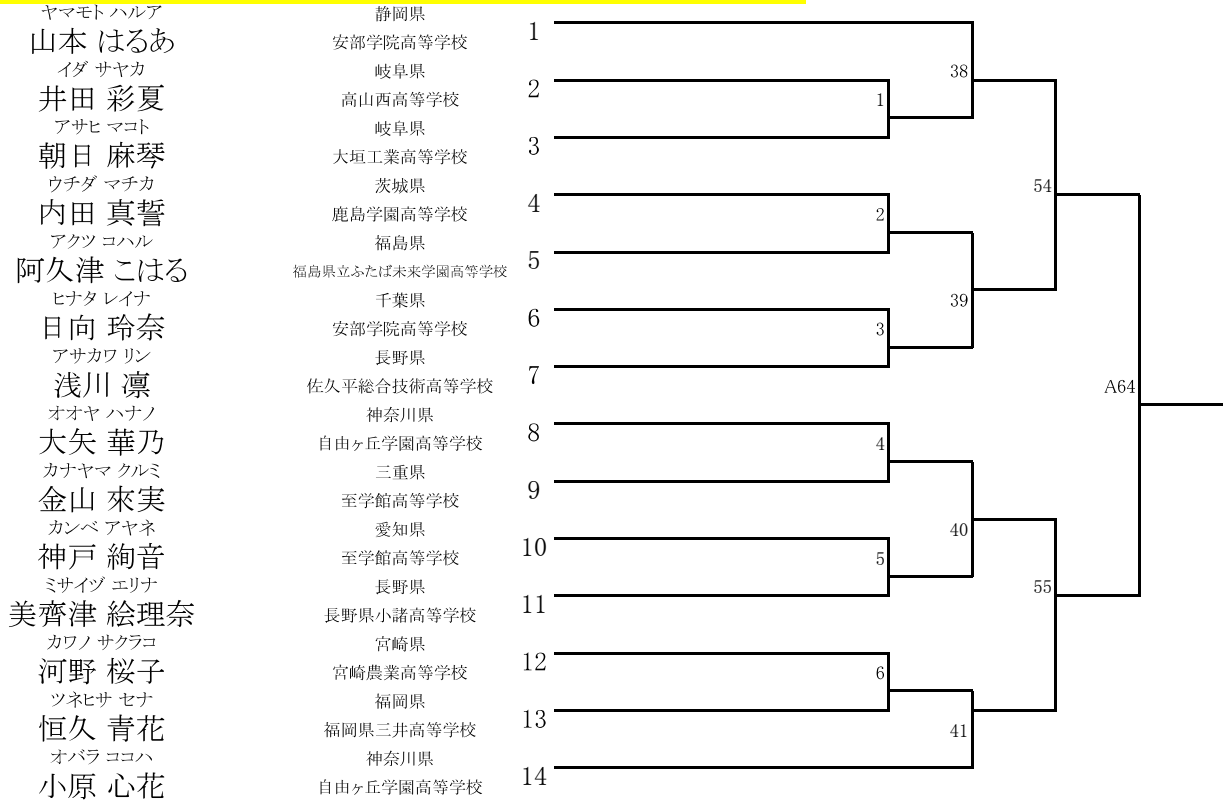 ヤマモト ハルア 静岡県
山本 はるあ 安部学院高等学校 1
イダ サヤカ 岐阜県 38
井田 彩夏 高山西高等学校 2 1
アサヒ マコト 岐阜県
朝日 麻琴 大垣工業高等学校 3
ウチダ マチカ 茨城県 54
内田 真誓 鹿島学園高等学校 4 2
アクツ コハル 福島県
阿久津 こはる 福島県立ふたば未来学園高等学校 5
ヒナタ レイナ 千葉県 39
日向 玲奈 安部学院高等学校 6 3
アサカワ リン 長野県
浅川 凛 佐久平総合技術高等学校 7 A64
オオヤ ハナノ 神奈川県
大矢 華乃 自由ヶ丘学園高等学校 8 4
カナヤマ クルミ 三重県
金山 來実 至学館高等学校 9
カンベ アヤネ 愛知県 40
神戸 絢音 至学館高等学校 10 5
ミサイヅ エリナ 長野県 55
美齊津 絵理奈 長野県小諸高等学校 11
カワノ サクラコ 宮崎県
河野 桜子 宮崎農業高等学校 12 6
ツネヒサ セナ 福岡県
恒久 青花 福岡県三井高等学校 13 41
オバラ ココハ 神奈川県
小原 心花 自由ヶ丘学園高等学校 14